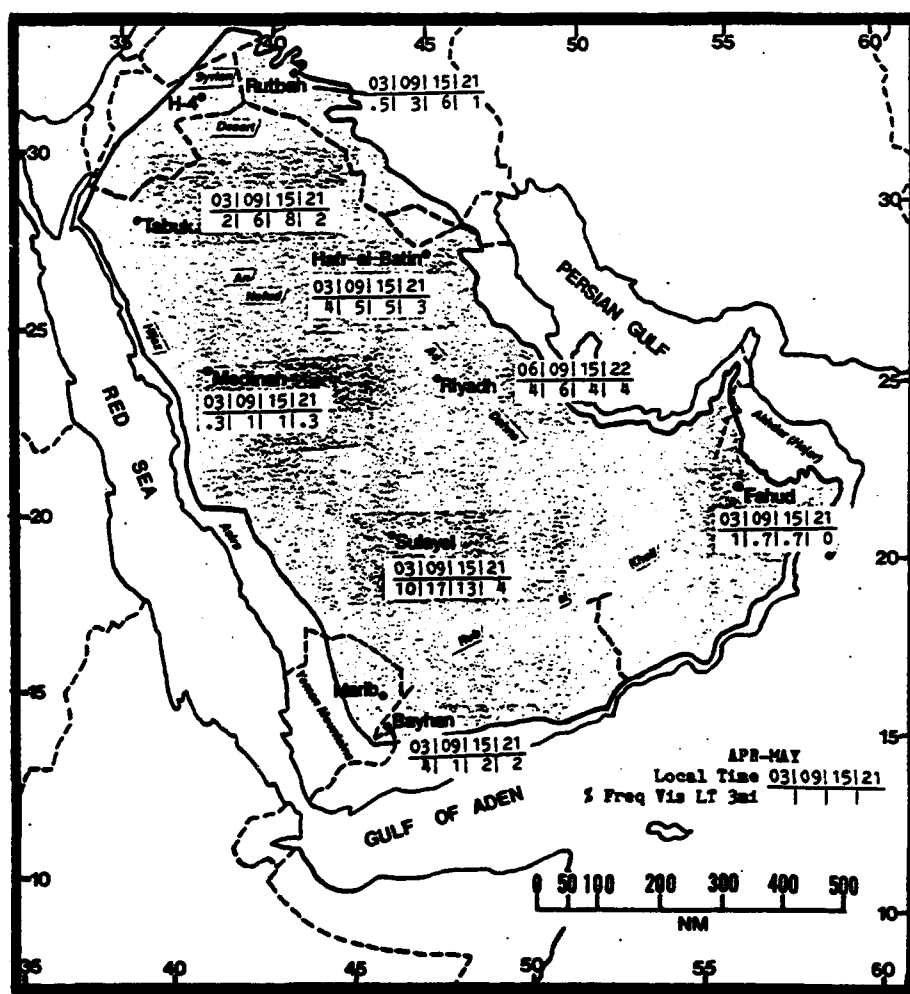 35 40 45 50 55 60
Syrian
Rutbah
H-4
03|09|15|21
.5| 3| 6| 1
Desert
30
30
03|09|15|21
2| 6| 8| 2
Tabuk
Hafr al Batin
An
Nafud
03|09|15|21
4| 5| 5| 3
PERSIAN GULF
25
Hijaz
Ad
Riyadh
06|09|15|22
4| 6| 4| 4
25
Medinah
03|09|15|21
.3| 1| 1|.3
Dahna
RED SEA
Fahud
03|09|15|21
1|.7|.7| 0
20
20
Sulayel
03|09|15|21
10|17|13| 4
Khali
Rub
Marib
Yemen Mountains
Bayhan
03|09|15|21
4| 1| 2| 2
15
15
APR-MAY
Local Time 03|09|15|21
% Freq Vis LT 3mi
GULF OF ADEN
10
10
0 50 100 200 300 400 500
NM
35 40 45 50 55 60